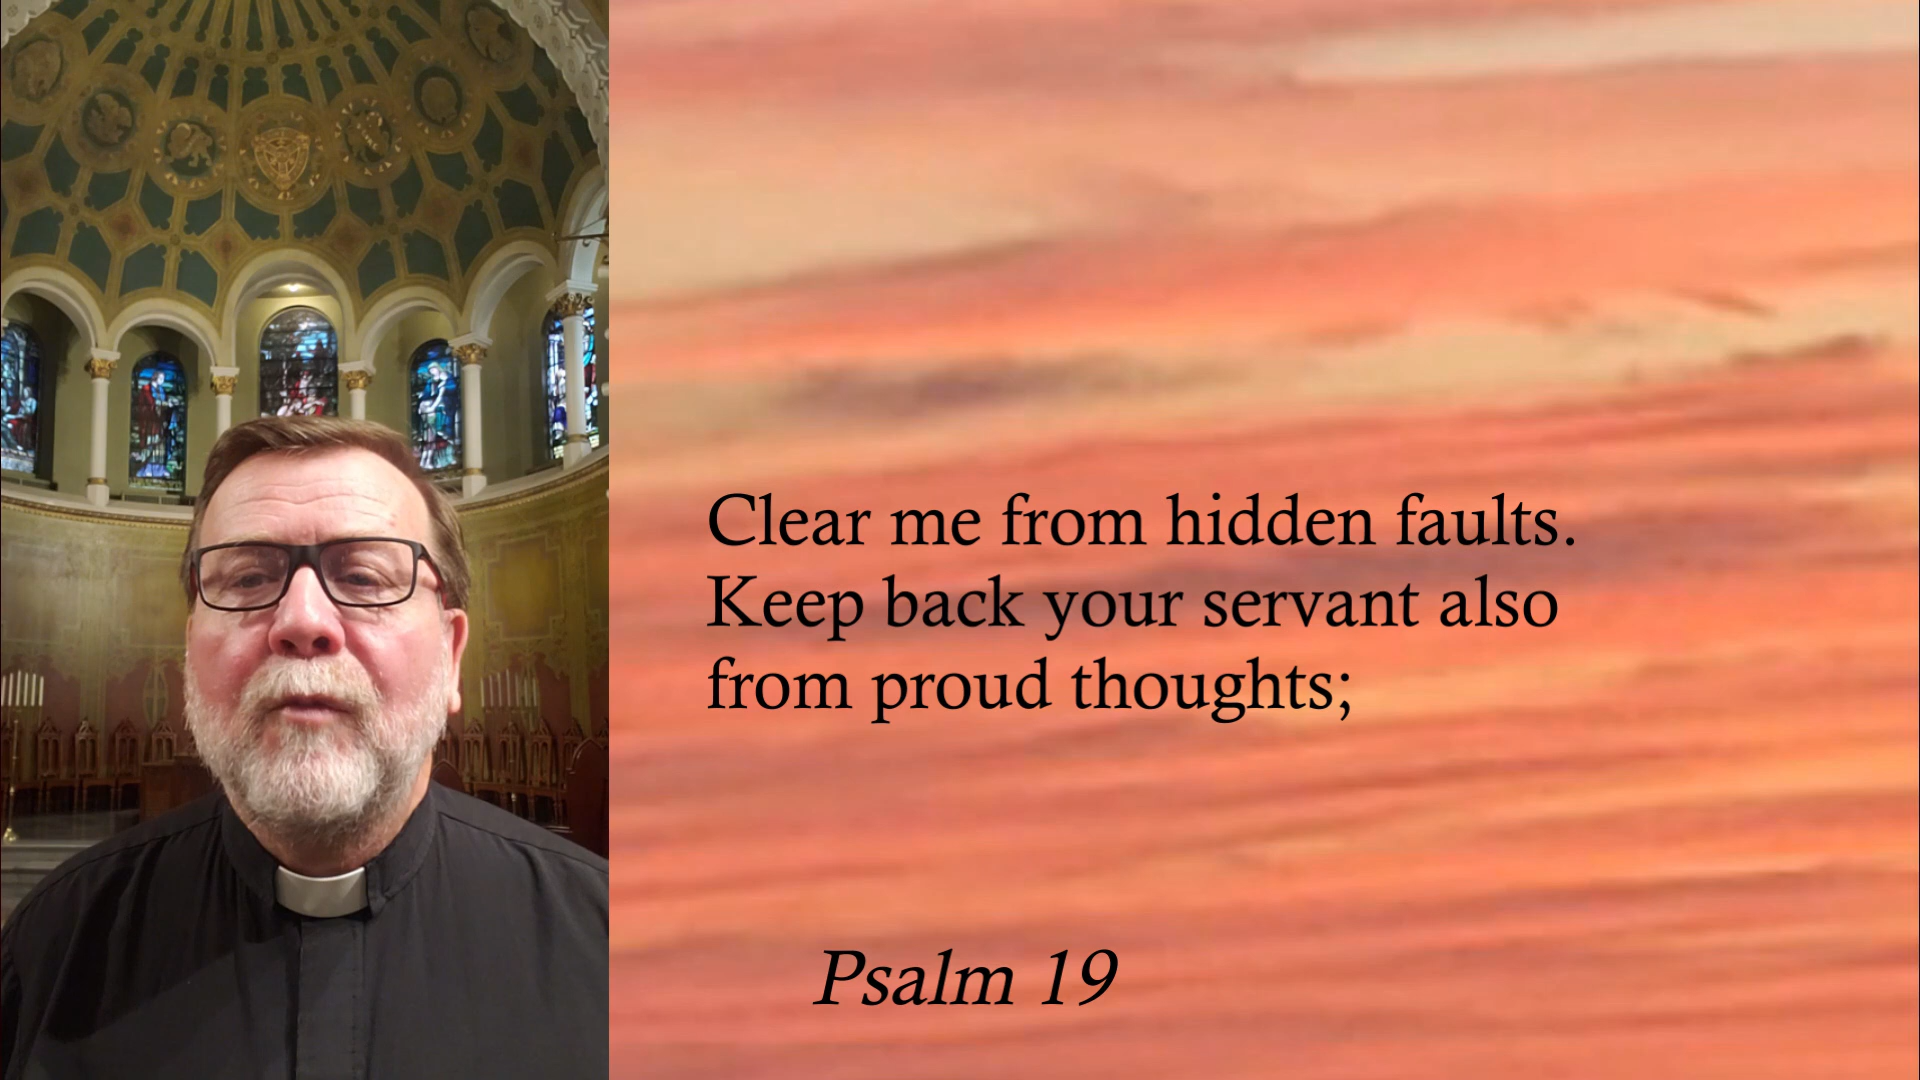 Clear me from hidden faults.
Keep back your servant also
from proud thoughts;
Psalm 19